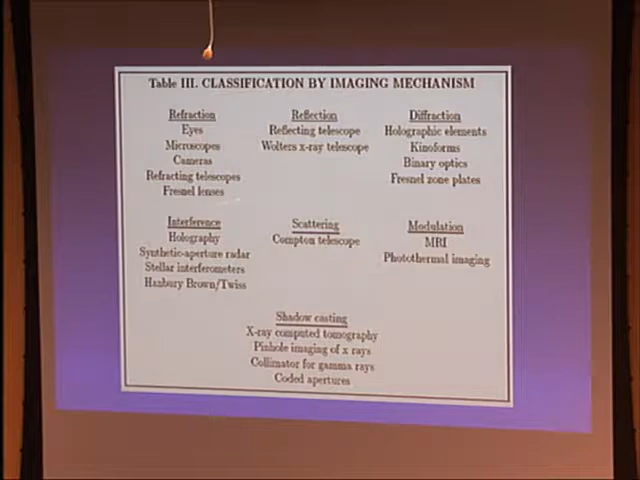 Table III. CLASSIFICATION BY IMAGING MECHANISM
Refraction
Eyes
Microscopes
Cameras
Refracting telescopes
Fresnel lenses
Reflection
Reflecting telescope
Wolters x-ray telescope
Diffraction
Holographic elements
Kinoforms
Binary optics
Fresnel zone plates
Interference
Holography
Synthetic-aperture radar
Stellar interferometers
Hanbury Brown/Twiss
Scattering
Compton telescope
Modulation
MRI
Photothermal imaging
Shadow casting
X-ray computed tomography
Pinhole imaging of x rays
Collimator for gamma rays
Coded apertures